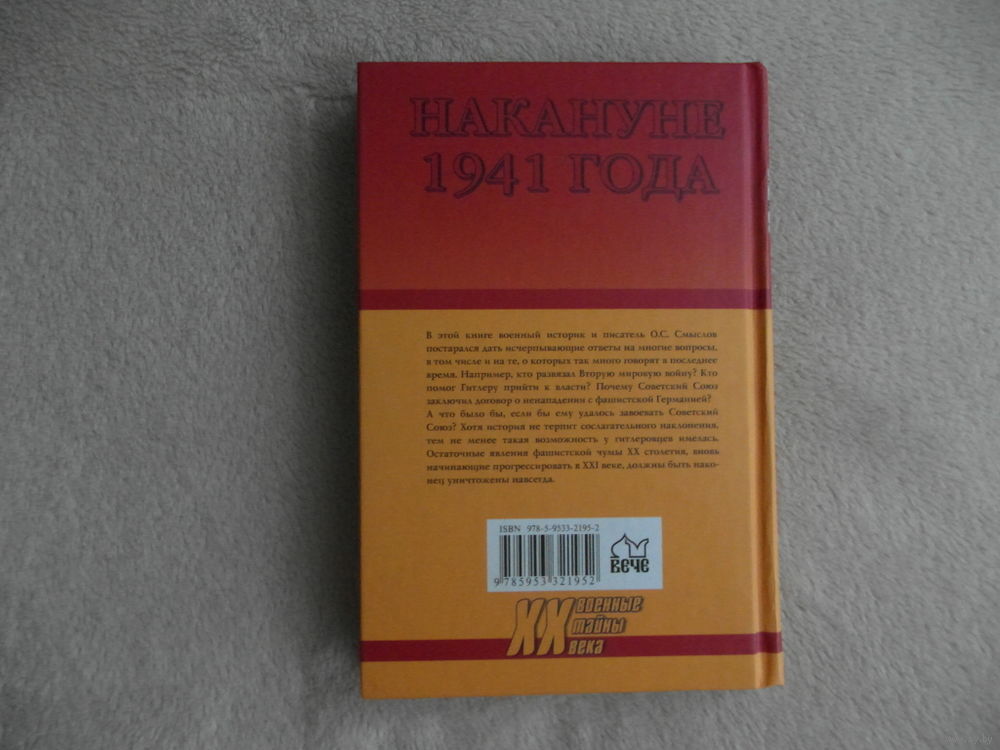 НАКАНУНЕ
1941 ГОДА
В этой книге военный историк и писатель О.С. Смыслов
постарался дать исчерпывающие ответы на многие вопросы,
в том числе и на те, о которых так много говорят в последнее
время. Например, кто развязал Вторую мировую войну? Кто
помог Гитлеру прийти к власти? Почему Советский Союз
заключил договор о ненападении с фашистской Германией?
А что было бы, если бы ему удалось завоевать Советский
Союз? Хотя история не терпит сослагательного наклонения,
тем не менее такая возможность у гитлеровцев имелась.
Остаточные явления фашистской чумы XX столетия, вновь
начинающие прогрессировать в XXI веке, должны быть нако-
нец уничтожены навсегда.
ISBN 978-5-9533-2195-2
9 785953 321952
ВЕЧЕ
XX военные
тайны
века